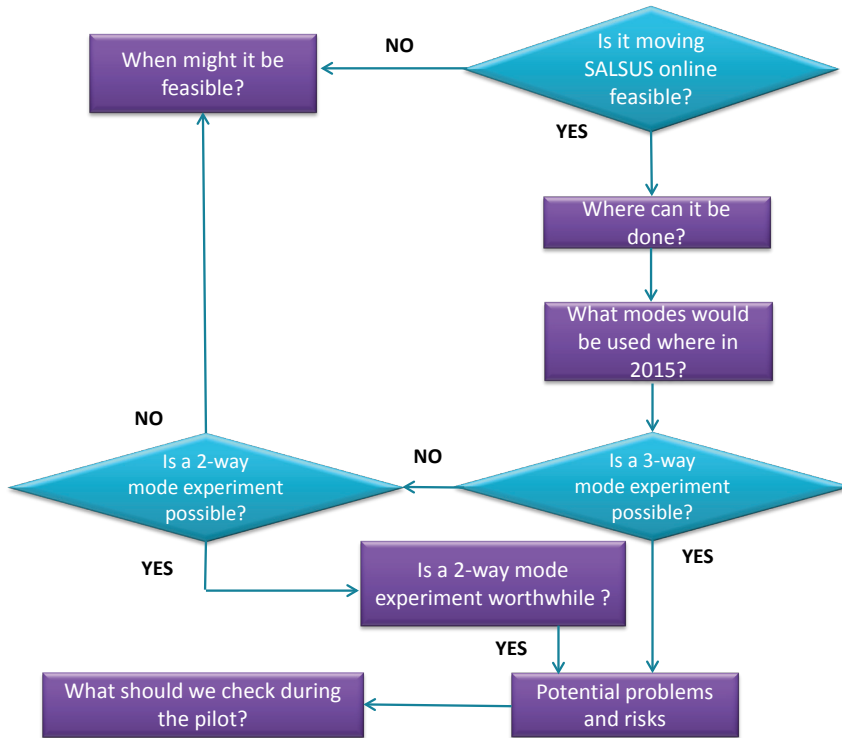 When might it be
feasible?
NO
Is it moving
SALSUS online
feasible?
YES
Where can it be
done?
What modes would
be used where in
2015?
NO
Is a 2-way
mode experiment
possible?
NO
Is a 3-way
mode experiment
possible?
YES
Is a 2-way mode
experiment worthwhile ?
YES
YES
What should we check during
the pilot?
Potential problems
and risks